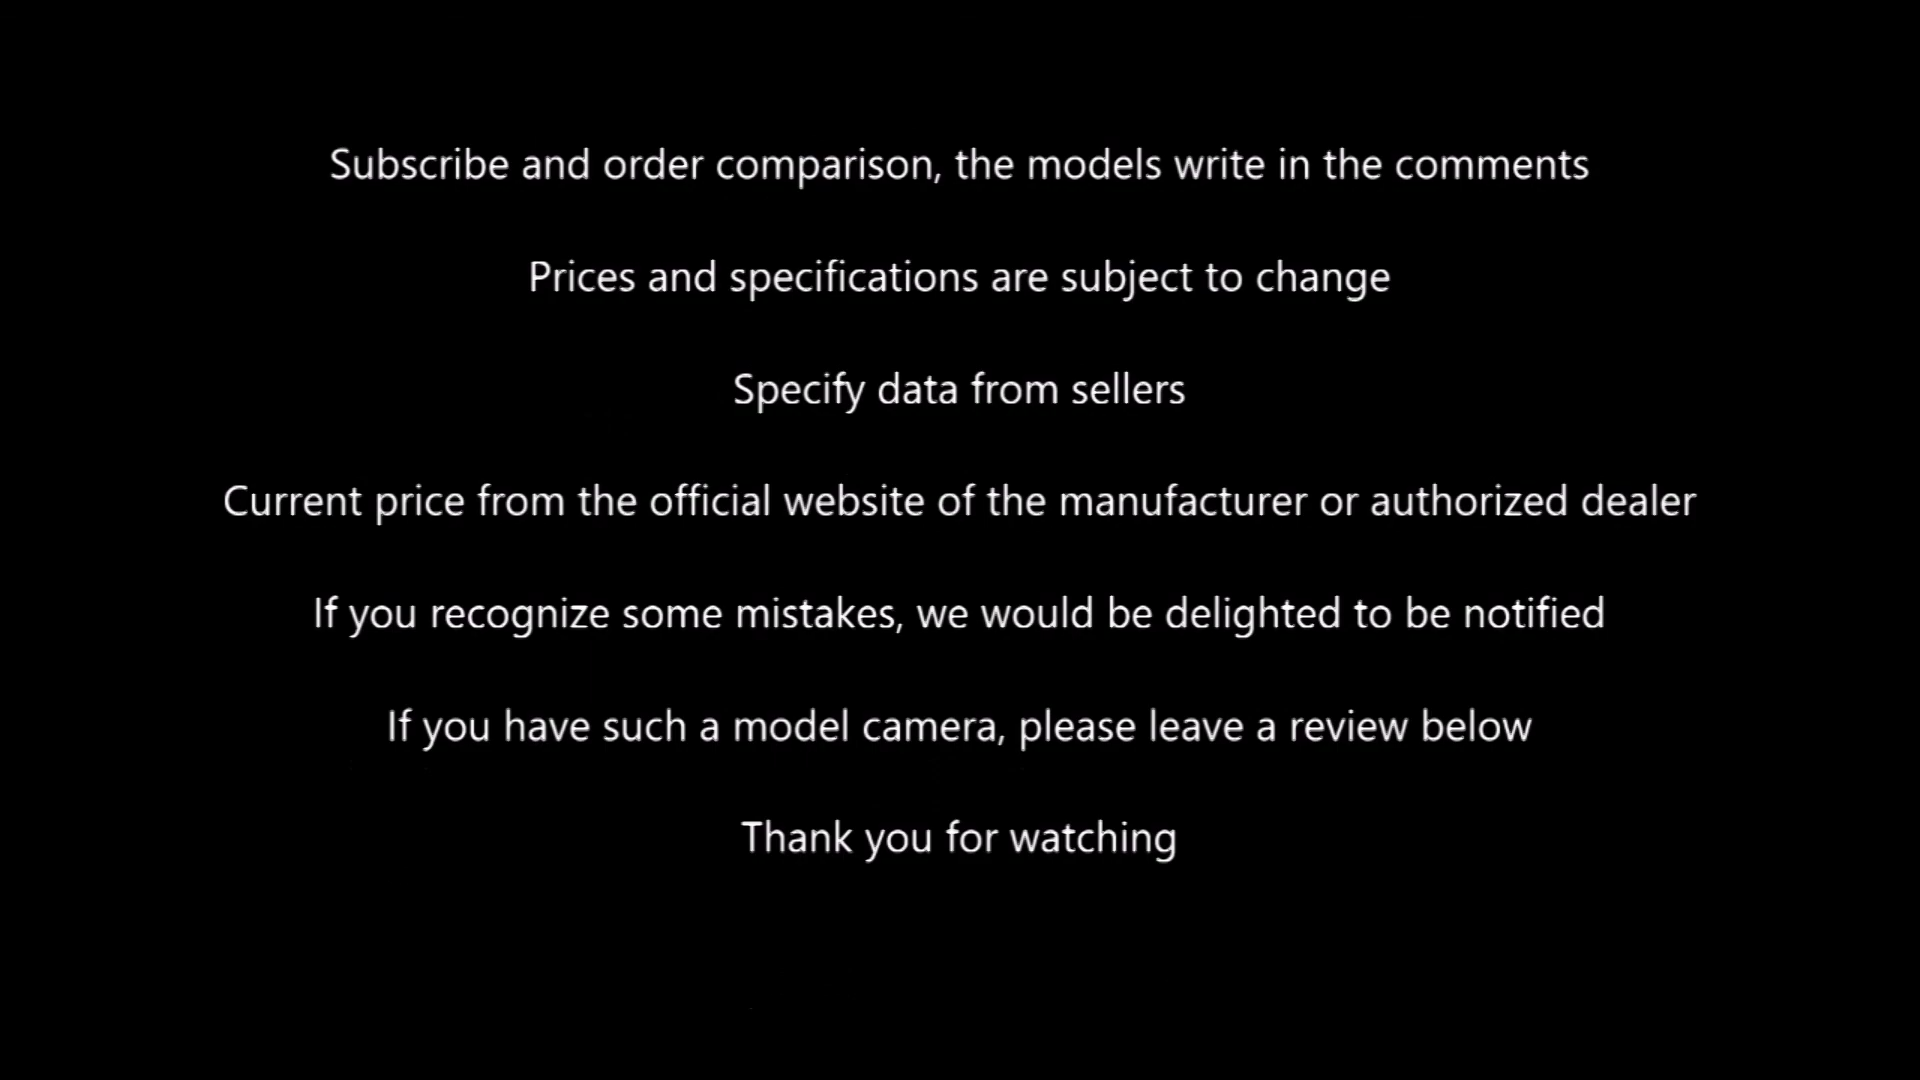 Subscribe and order comparison, the models write in the comments
Prices and specifications are subject to change
Specify data from sellers
Current price from the official website of the manufacturer or authorized dealer
If you recognize some mistakes, we would be delighted to be notified
If you have such a model camera, please leave a review below
Thank you for watching